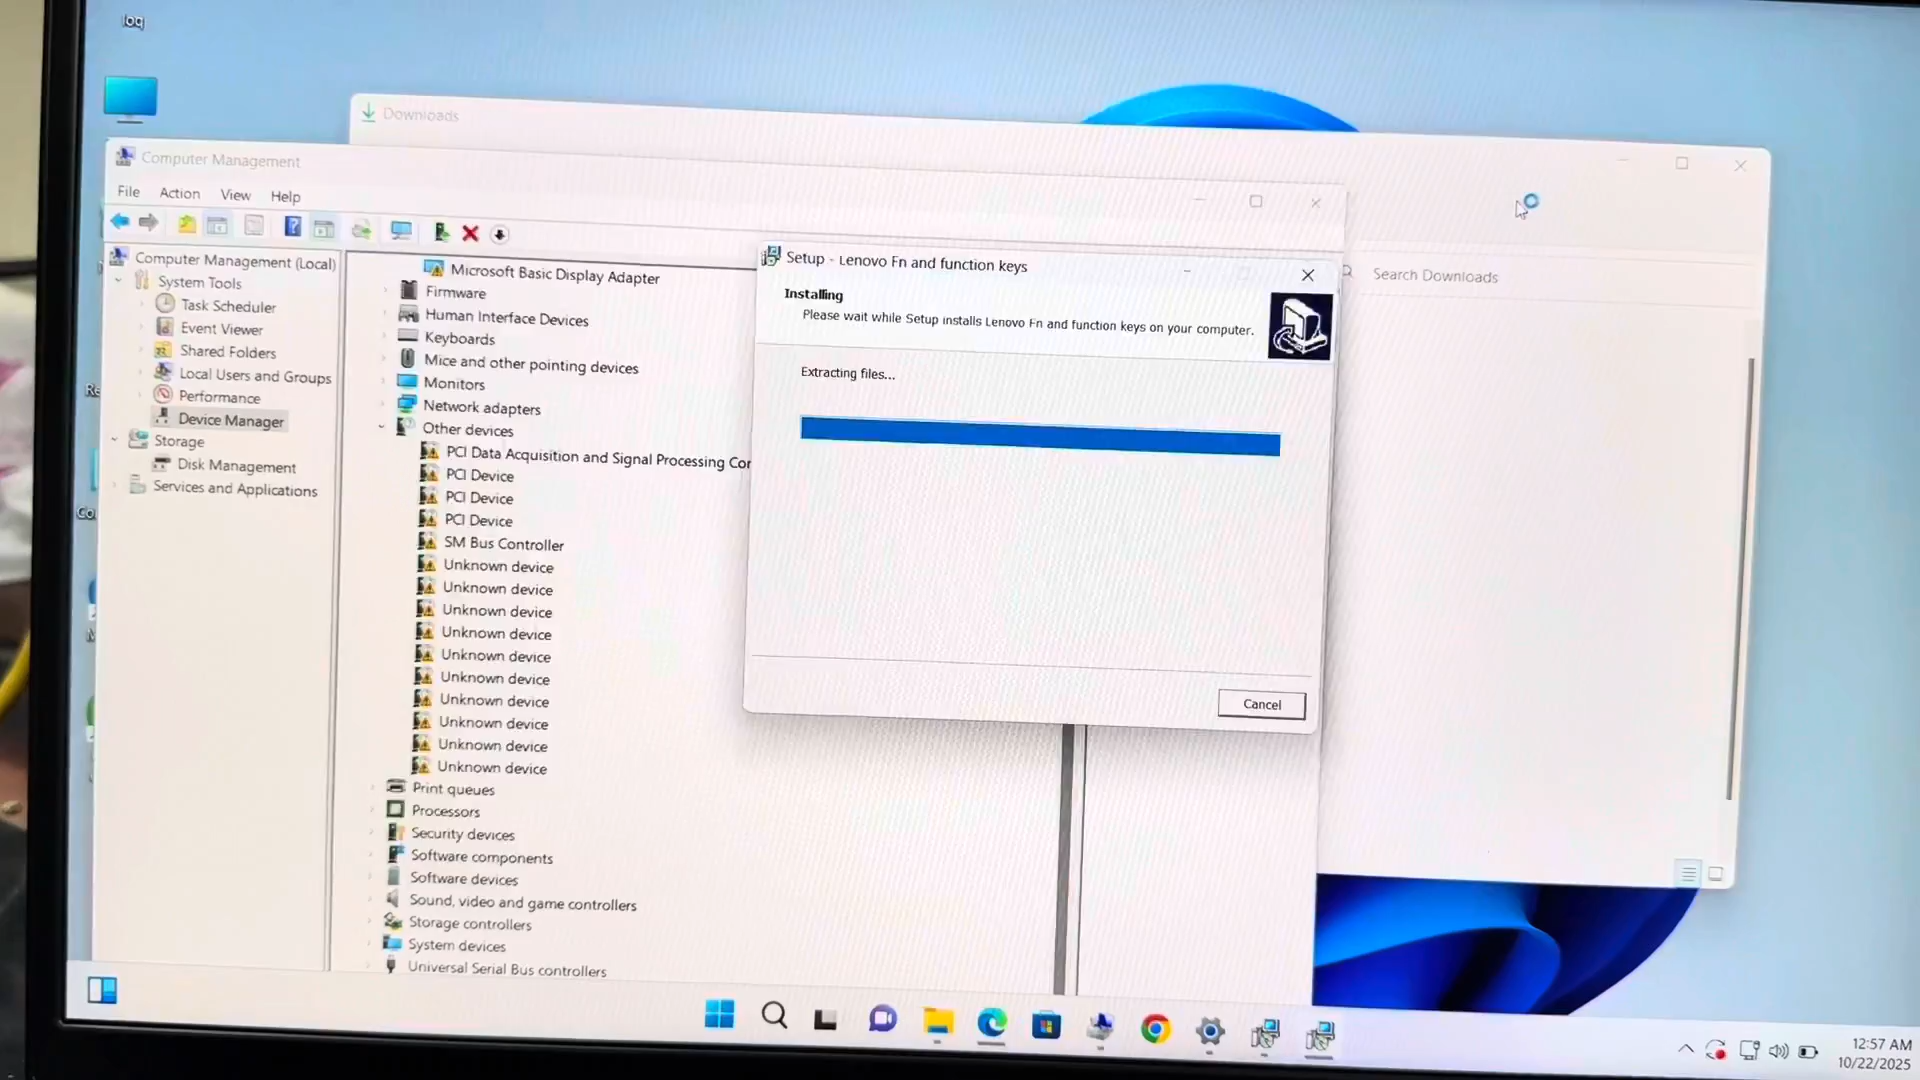 loq
Downloads
Computer Management
File Action View Help
Computer Management (Local)
System Tools
Task Scheduler
Event Viewer
Shared Folders
Local Users and Groups
Performance
Device Manager
Storage
Disk Management
Services and Applications
Microsoft Basic Display Adapter
Firmware
Human Interface Devices
Keyboards
Mice and other pointing devices
Monitors
Network adapters
Other devices
PCI Data Acquisition and Signal Processing Cor
PCI Device
PCI Device
PCI Device
SM Bus Controller
Unknown device
Unknown device
Unknown device
Unknown device
Unknown device
Unknown device
Unknown device
Unknown device
Unknown device
Unknown device
Print queues
Processors
Security devices
Software components
Software devices
Sound, video and game controllers
Storage controllers
System devices
Universal Serial Bus controllers
Setup - Lenovo Fn and function keys
Installing
Please wait while Setup installs Lenovo Fn and function keys on your computer.
Extracting files...
Cancel
Search Downloads
12:57 AM
10/22/2025